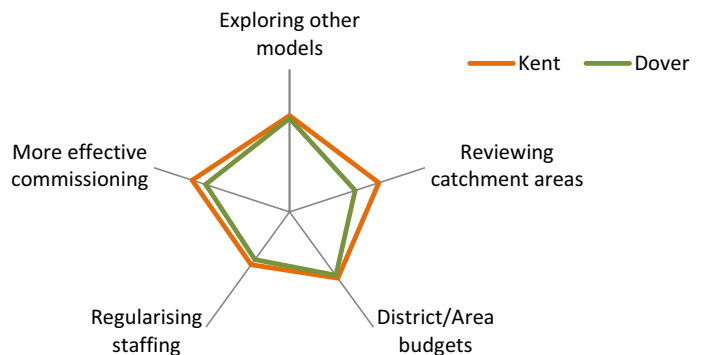 Exploring other
models
Kent
Dover
More effective
commissioning
Reviewing
catchment areas
Regularising
staffing
District/Area
budgets